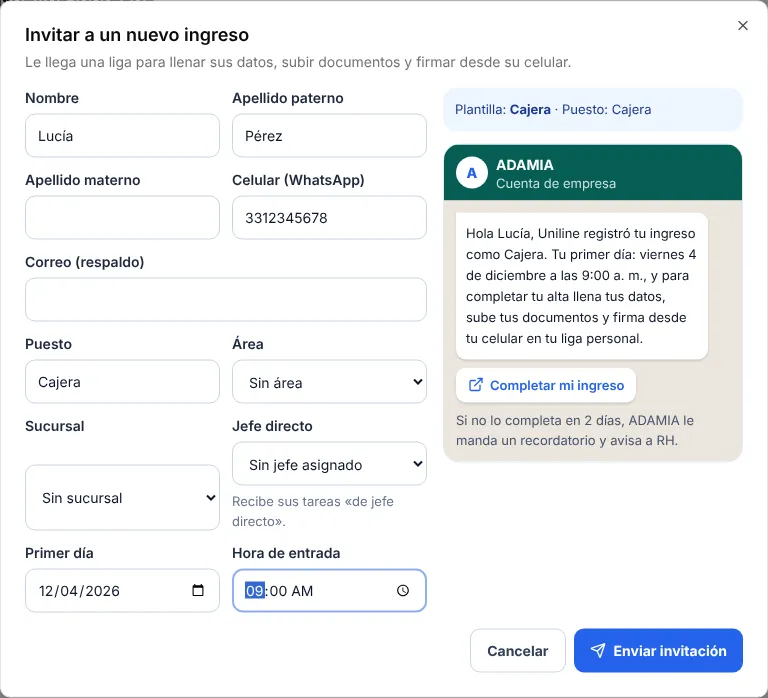 Invitar a un nuevo ingreso
Le llega una liga para llenar sus datos, subir documentos y firmar desde su celular.
Nombre
Lucía
Apellido paterno
Pérez
Apellido materno
Celular (WhatsApp)
3312345678
Correo (respaldo)
Puesto
Cajera
Área
Sin área
Sucursal
Sin sucursal
Jefe directo
Sin jefe asignado
Recibe sus tareas «de jefe
directo».
Primer día
12/04/2026
Hora de entrada
09:00 AM
Plantilla: Cajera · Puesto: Cajera
A
ADAMIA
Cuenta de empresa
Hola Lucía, Uniline registró tu ingreso
como Cajera. Tu primer día: viernes 4
de diciembre a las 9:00 a. m., y para
completar tu alta llena tus datos,
sube tus documentos y firma desde
tu celular en tu liga personal.
Completar mi ingreso
Si no lo completa en 2 días, ADAMIA le
manda un recordatorio y avisa a RH.
Cancelar
Enviar invitación